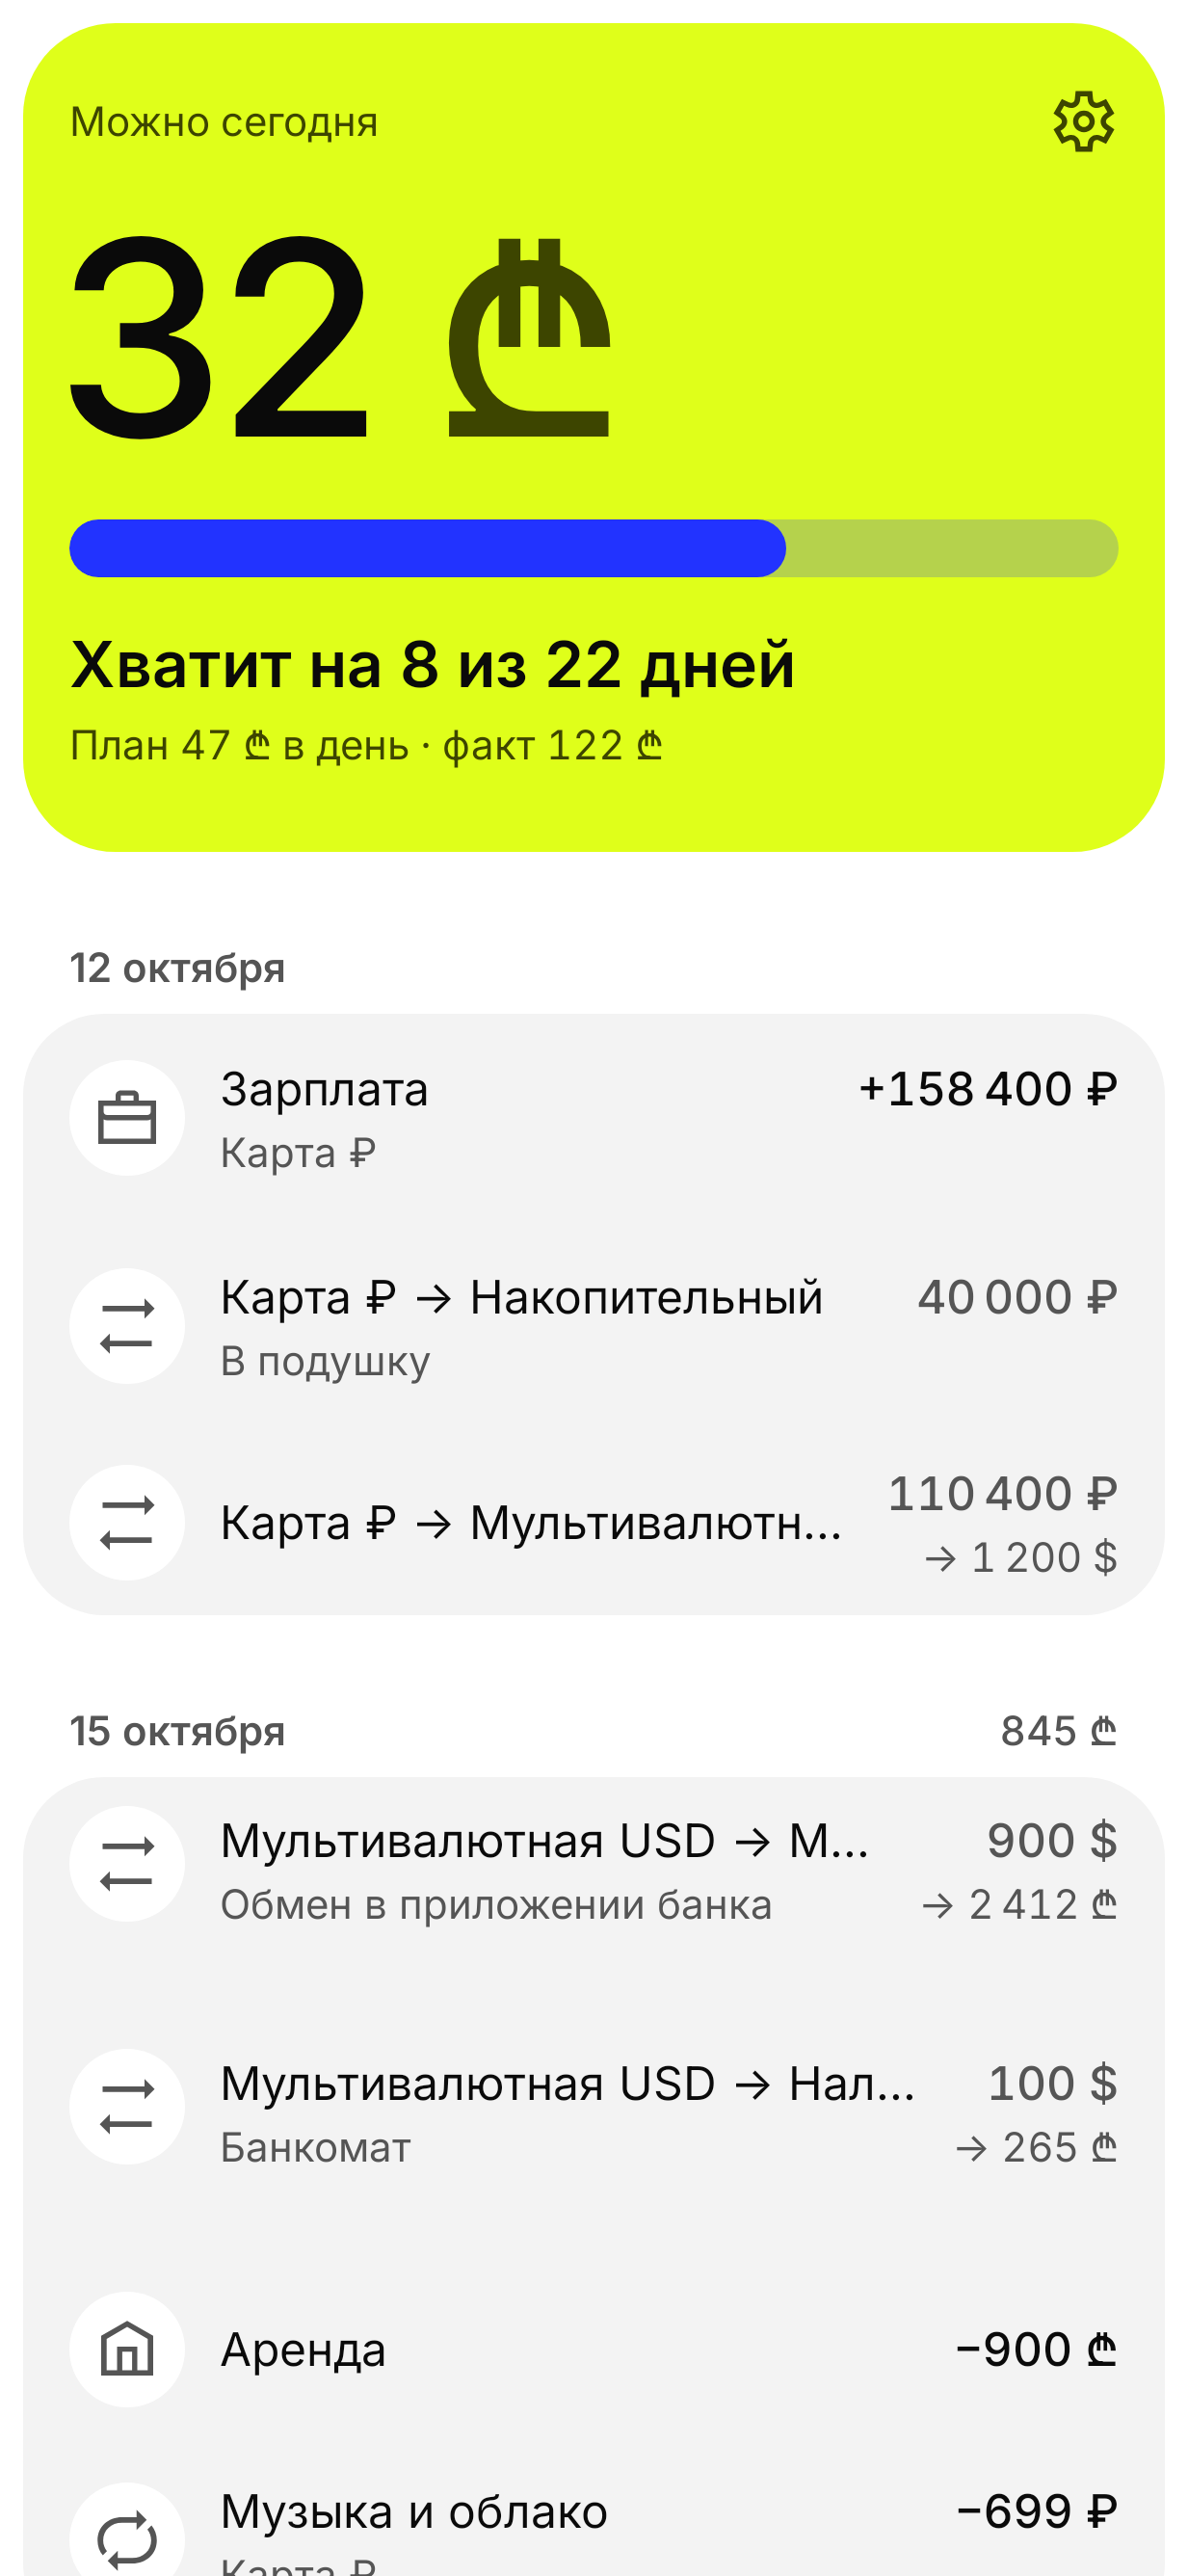 Можно сегодня
32 ₾
Хватит на 8 из 22 дней
План 47 ₾ в день · факт 122 ₾
12 октября
Зарплата +158 400 ₽
Карта ₽
Карта ₽ → Накопительный 40 000 ₽
В подушку
Карта ₽ → Мультивалютн... 110 400 ₽
→ 1 200 $
15 октября 845 ₾
Мультивалютная USD → М... 900 $
Обмен в приложении банка → 2 412 ₾
Мультивалютная USD → Нал... 100 $
Банкомат → 265 ₾
Аренда −900 ₾
Музыка и облако −699 ₽
Карта ₽